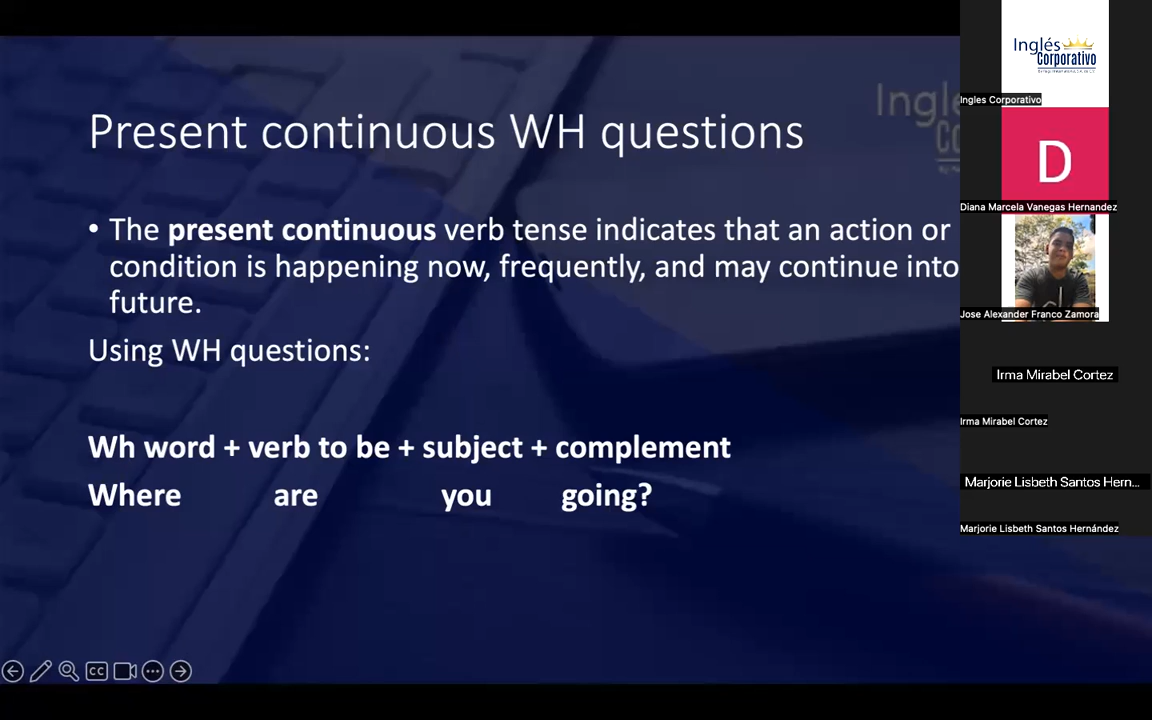 Present continuous WH questions
• The present continuous verb tense indicates that an action or
condition is happening now, frequently, and may continue into
future.
Using WH questions:
Wh word + verb to be + subject + complement
Where are you going?
CC
Inglés
Corporativo
Ingles Corporativo
D
Diana Marcela Vanegas Hernandez
Jose Alexander Franco Zamora
Irma Mirabel Cortez
Irma Mirabel Cortez
Marjorie Lisbeth Santos Hern...
Marjorie Lisbeth Santos Hernández